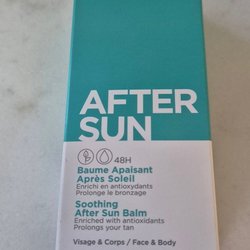 AFTER
SUN
48H
Baume Apaisant
Après Soleil
Enrichi en antioxydants
Prolonge le bronzage
Soothing
After Sun Balm
Enriched with antioxidants
Prolongs your tan
Visage & Corps / Face & Body